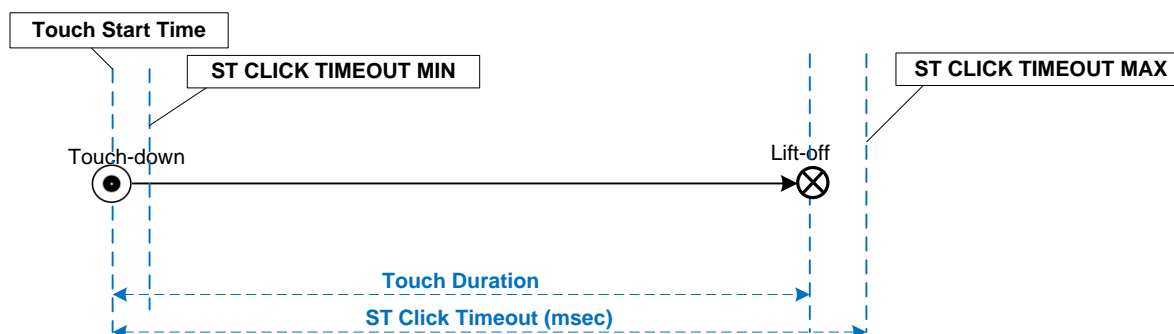 Touch Start Time
ST CLICK TIMEOUT MIN
ST CLICK TIMEOUT MAX
Touch-down
Lift-off
Touch Duration
ST Click Timeout (msec)